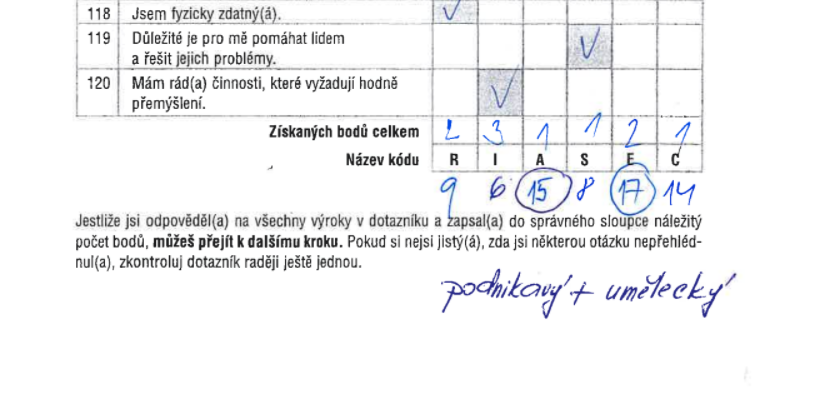 118 Jsem fyzicky zdatný(á). V
119 Důležité je pro mě pomáhat lidem
a řešit jejich problémy. V
120 Mám rád(a) činnosti, které vyžadují hodně
přemýšlení. V
Získaných bodů celkem 2 3 1 1 2 1
Název kódu R I A S E C
9 6 15 8 17 14
Jestliže jsi odpověděl(a) na všechny výroky v dotazníku a zapsal(a) do správného sloupce náležitý
počet bodů, můžeš přejít k dalšímu kroku. Pokud si nejsi jistý(á), zda jsi některou otázku nepřehléd-
nul(a), zkontroluj dotazník raději ještě jednou.
podnikavý + umělecký